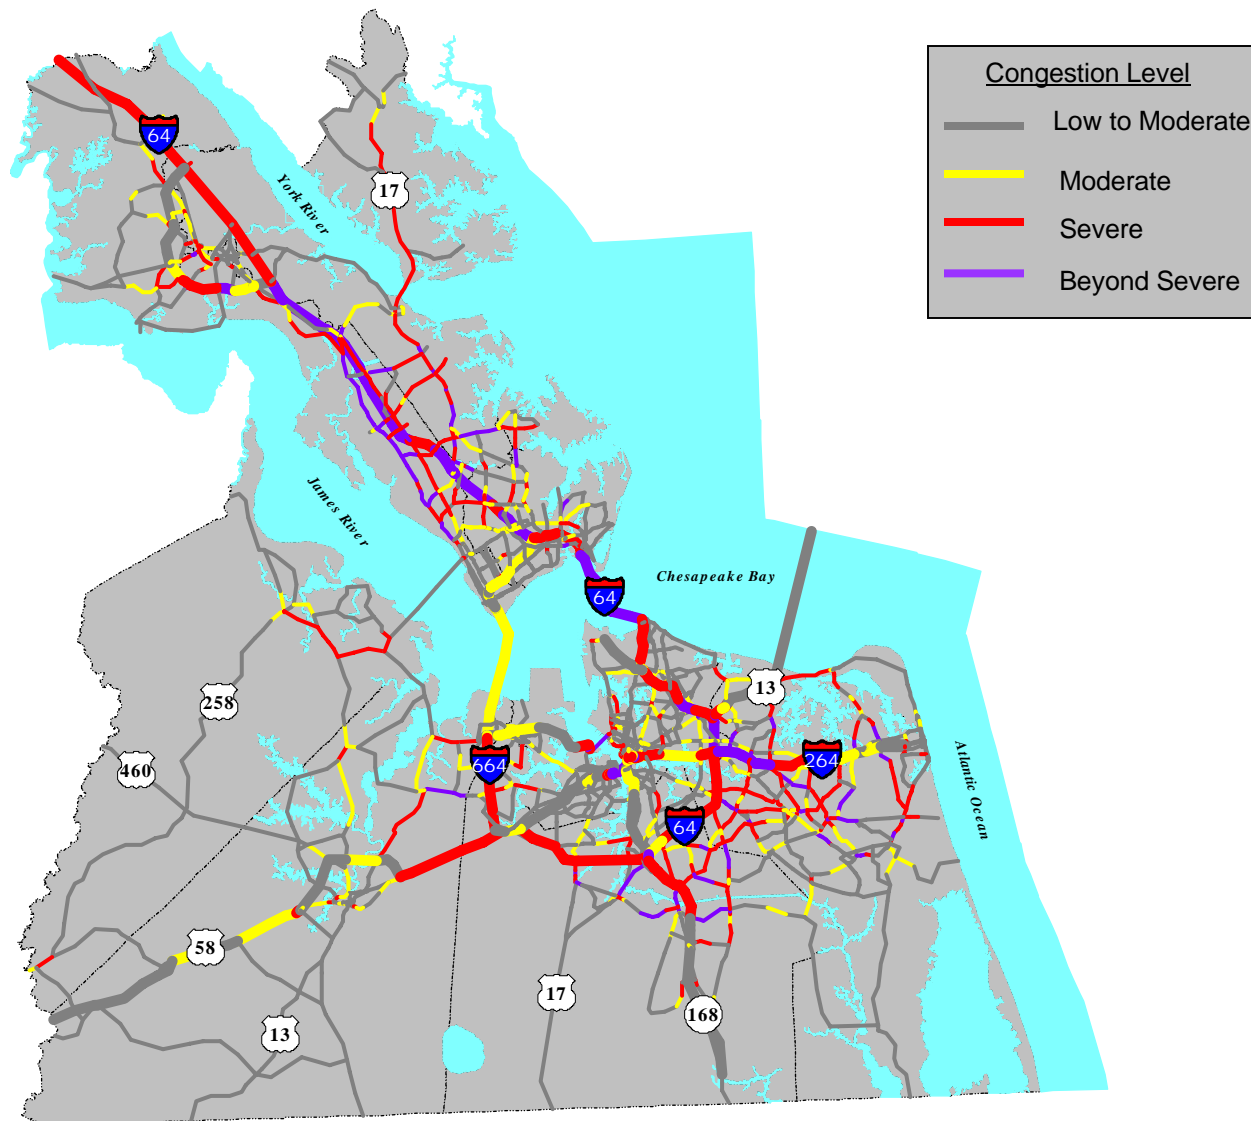 Congestion Level
Low to Moderate
Moderate
Severe
Beyond Severe
64
York River
17
James River
Chesapeake Bay
64
13
258
460
664
264
Atlantic Ocean
64
58
17
168
13